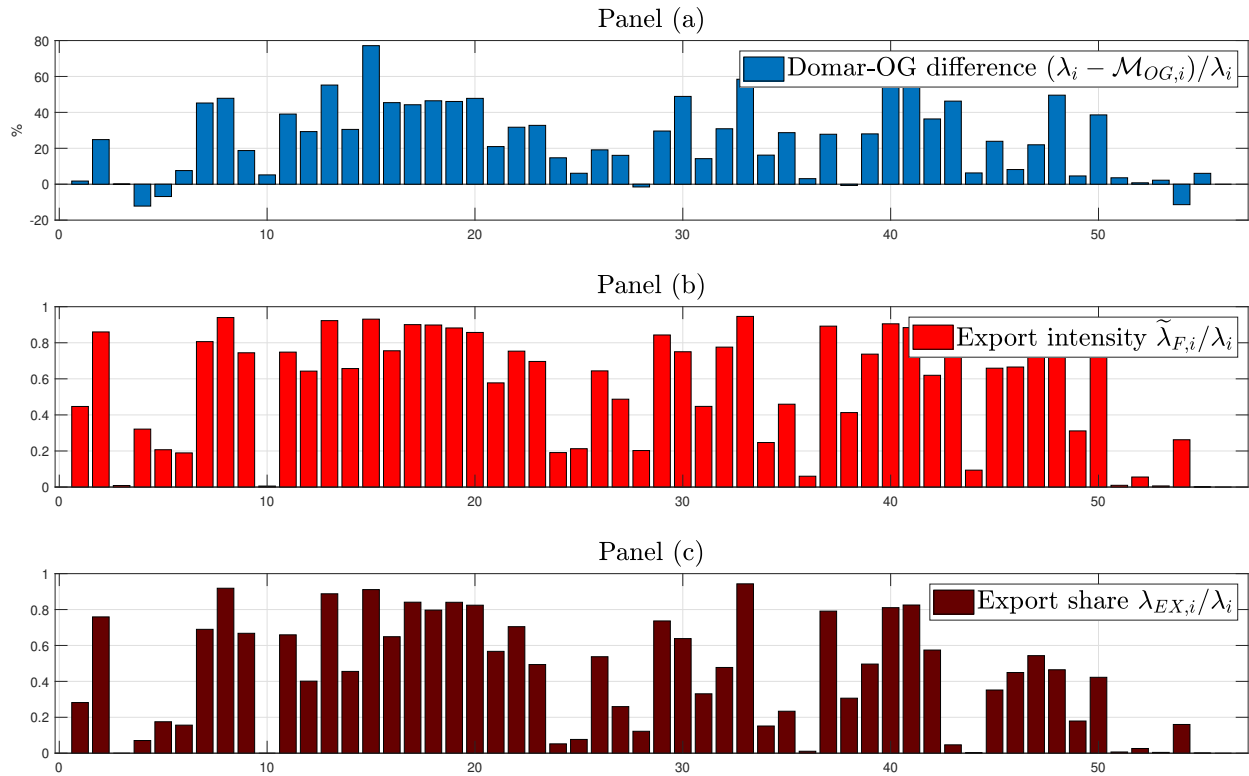 Panel (a)
80
60
40
20
0
-20
%
Domar-OG difference (λ_i − M_{OG,i})/λ_i
0 10 20 30 40 50
Panel (b)
1
0.8
0.6
0.4
0.2
0
Export intensity λ̃_{F,i}/λ_i
0 10 20 30 40 50
Panel (c)
1
0.8
0.6
0.4
0.2
0
Export share λ_{EX,i}/λ_i
0 10 20 30 40 50